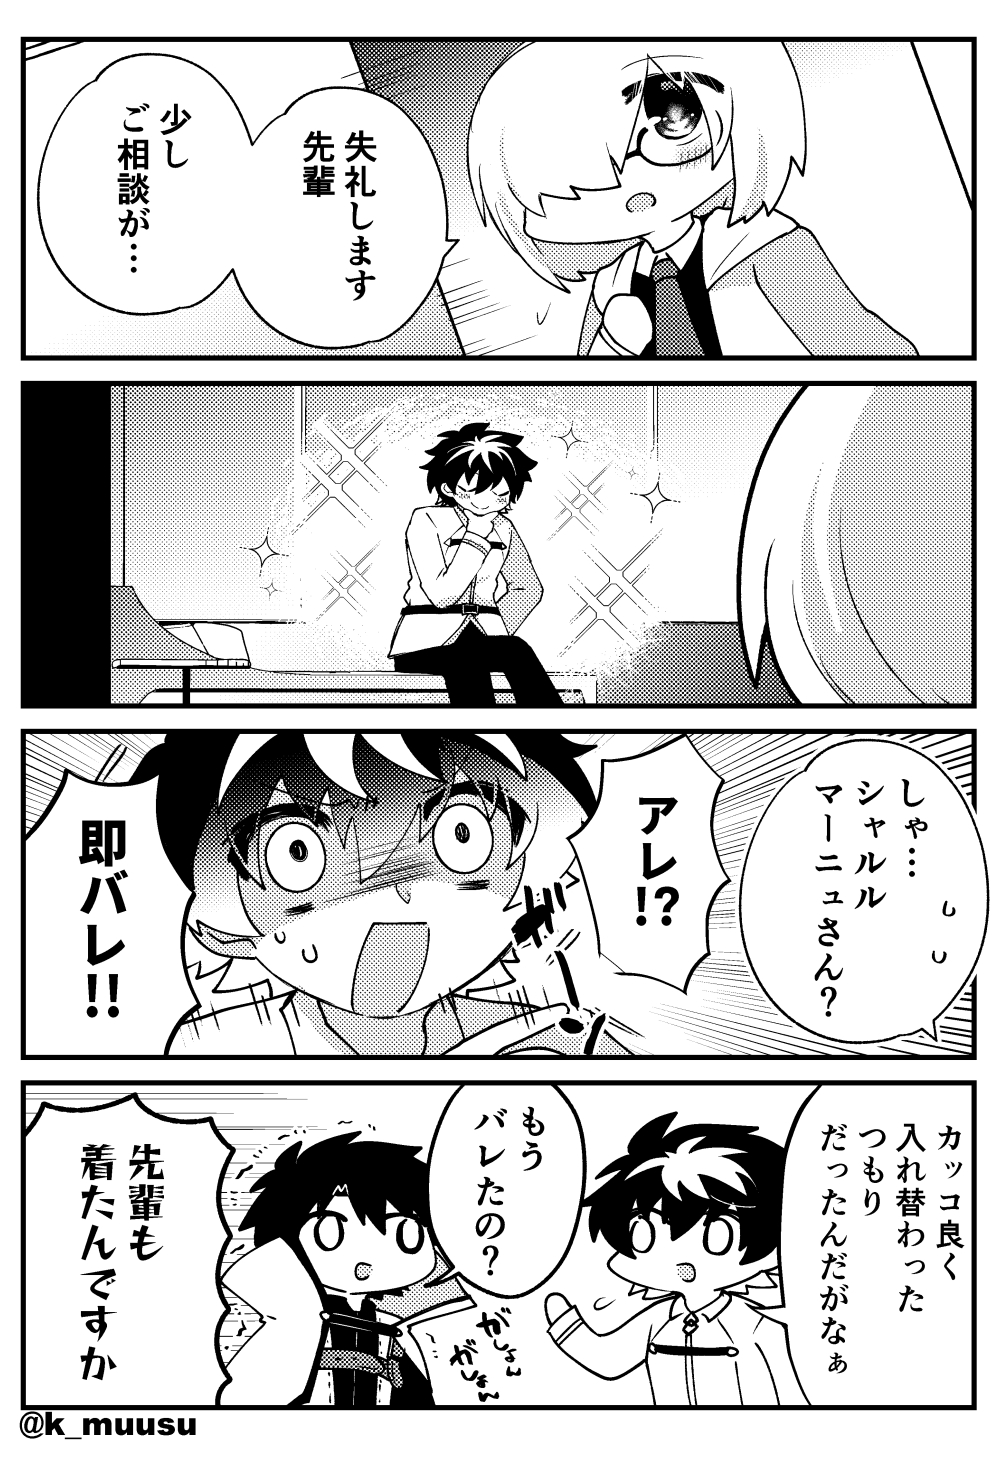 失礼します
先輩
少し
ご相談が…
しゃ…
シャルル
マーニュさん?
アレ!?
即バレ!!
カッコ良く
入れ替わった
つもり
だったんだがなぁ
もう
バレたの?
がしょん
がしょん
先輩も
着たんですか
@k_muusu